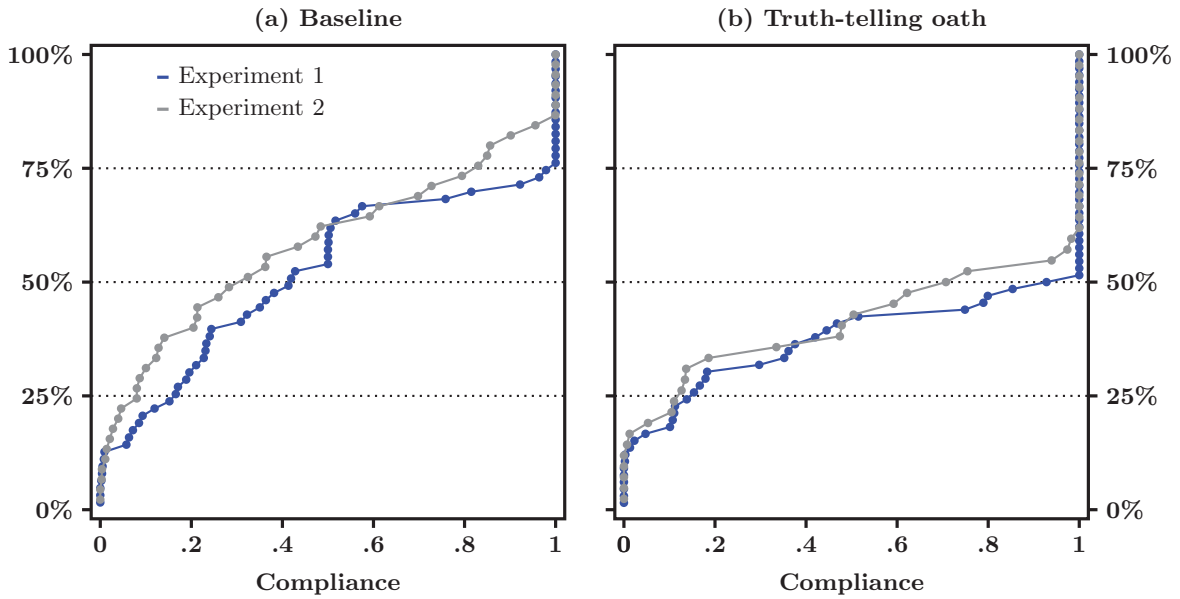 (a) Baseline
(b) Truth-telling oath
100%
75%
50%
25%
0%
Experiment 1
Experiment 2
0 .2 .4 .6 .8 1
Compliance
100%
75%
50%
25%
0%
0 .2 .4 .6 .8 1
Compliance